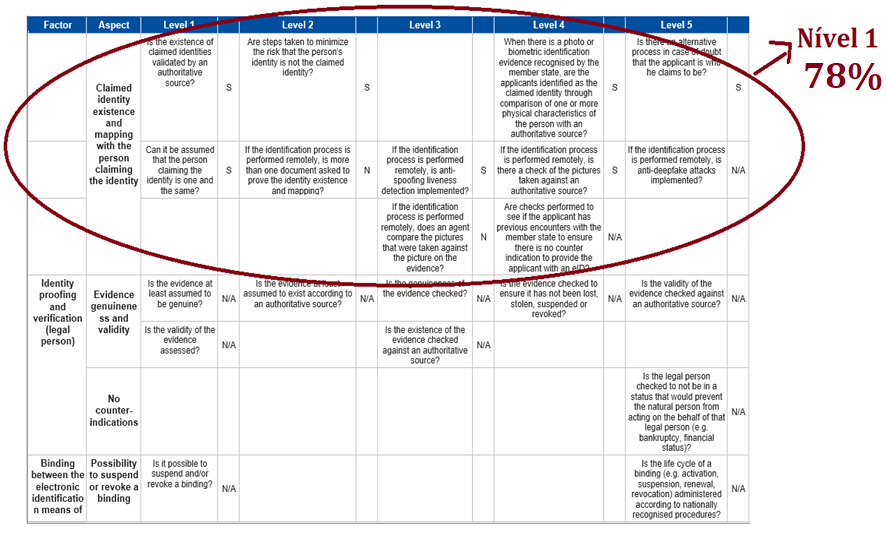 Factor Aspect Level 1 Level 2 Level 3 Level 4 Level 5
Claimed
identity
existence
and
mapping
with the
person
claiming
the identity
Is the existence of
claimed identities
validated by an
authoritative
source?
S
Are steps taken to minimize
the risk that the person's
identity is not the claimed
identity?
S
When there is a photo or
biometric identification
evidence recognised by the
member state, are the
applicants identified as the
claimed identity through
comparison of one or more
physical characteristics of
the person with an
authoritative source?
S
Is there an alternative
process in case of doubt
that the applicant is who
he claims to be?
S
Can it be assumed
that the person
claiming the
identity is one and
the same?
S
If the identification process is
performed remotely, is more
than one document asked to
prove the identity existence
and mapping?
N
If the identification
process is performed
remotely, is anti-
spoofing liveness
detection implemented?
S
If the identification process
is performed remotely, is
there a check of the pictures
taken against an
authoritative source?
S
If the identification process
is performed remotely, is
anti-deepfake attacks
implemented?
N/A
If the identification
process is performed
remotely, does an agent
compare the pictures
that were taken against
the picture on the
evidence?
N
Are checks performed to
see if the applicant has
previous encounters with the
member state to ensure
there is no counter
indication to provide the
applicant with an eID?
N/A
Identity
proofing
and
verification
(legal
person)
Evidence
genuinene
ss and
validity
Is the evidence at
least assumed to
be genuine?
N/A
Is the evidence at least
assumed to exist according to
an authoritative source?
N/A
Is the genuineness of
the evidence checked?
N/A
Is the evidence checked to
ensure it has not been lost,
stolen, suspended or
revoked?
N/A
Is the validity of the
evidence checked against
an authoritative source?
N/A
Is the validity of the
evidence
assessed?
N/A
Is the existence of the
evidence checked
against an authoritative
source?
N/A
No
counter-
indications
Is the legal person
checked to not be in a
status that would prevent
the natural person from
acting on the behalf of that
legal person (e.g.
bankruptcy, financial
status)?
N/A
Binding
between the
electronic
identificatio
n means of
Possibility
to suspend
or revoke a
binding
Is it possible to
suspend and/or
revoke a binding?
N/A
Is the life cycle of a
binding (e.g. activation,
suspension, renewal,
revocation) administered
according to nationally
recognised procedures?
N/A
Nível 1
78%